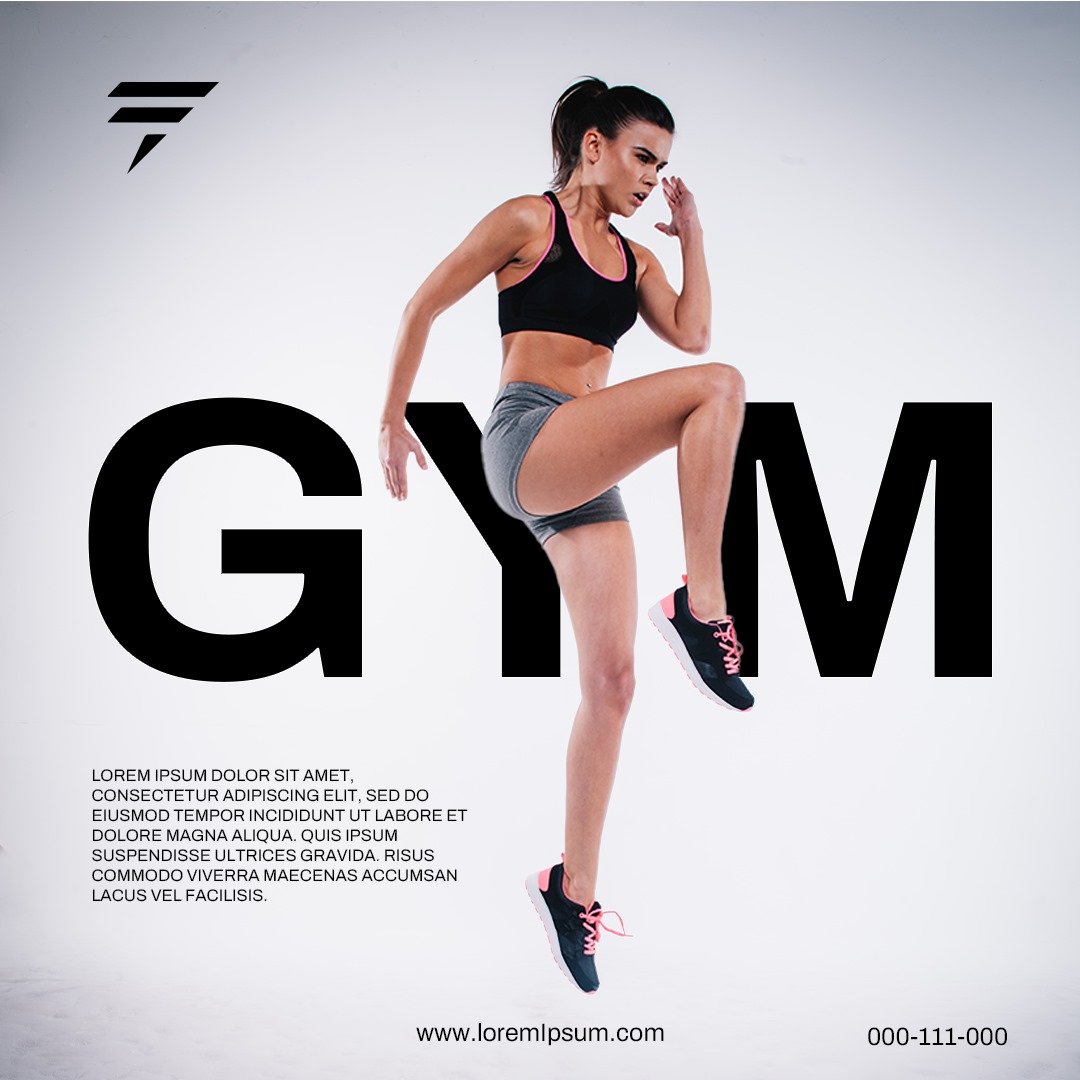 GYM
LOREM IPSUM DOLOR SIT AMET,
CONSECTETUR ADIPISCING ELIT, SED DO
EIUSMOD TEMPOR INCIDIDUNT UT LABORE ET
DOLORE MAGNA ALIQUA. QUIS IPSUM
SUSPENDISSE ULTRICES GRAVIDA. RISUS
COMMODO VIVERRA MAECENAS ACCUMSAN
LACUS VEL FACILISIS.
www.loremIpsum.com
000-111-000